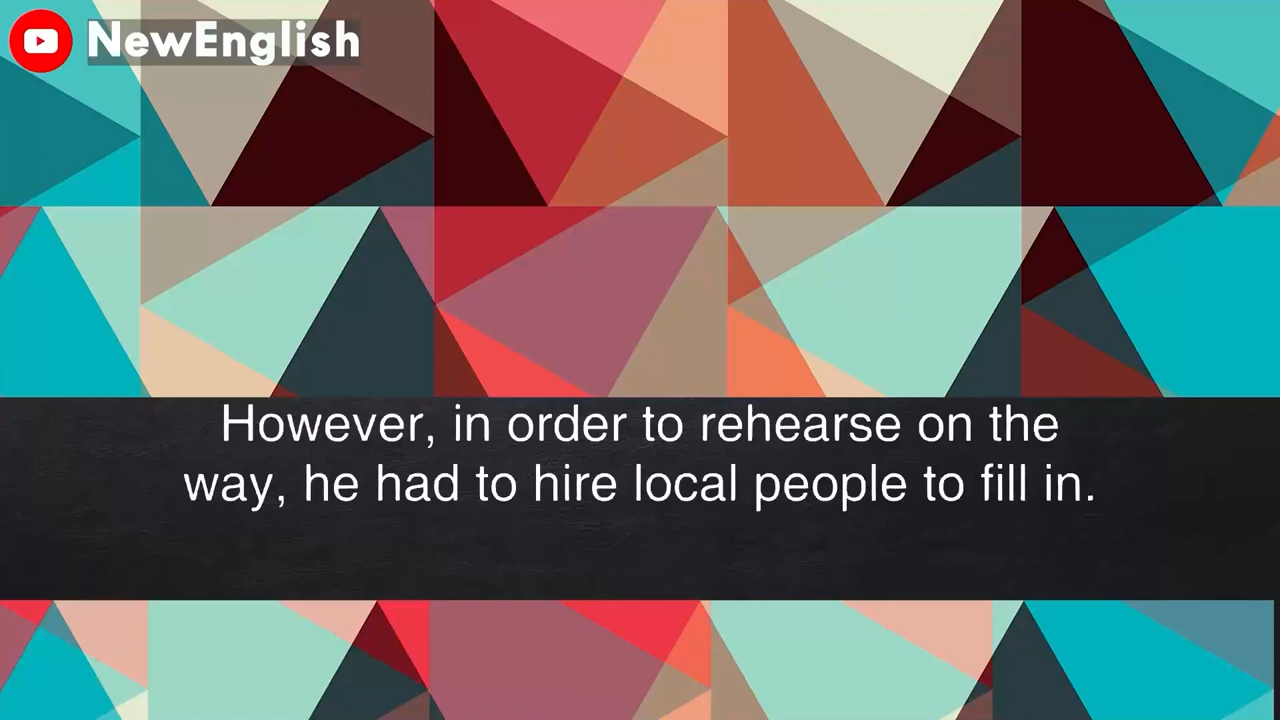 NewEnglish
However, in order to rehearse on the
way, he had to hire local people to fill in.